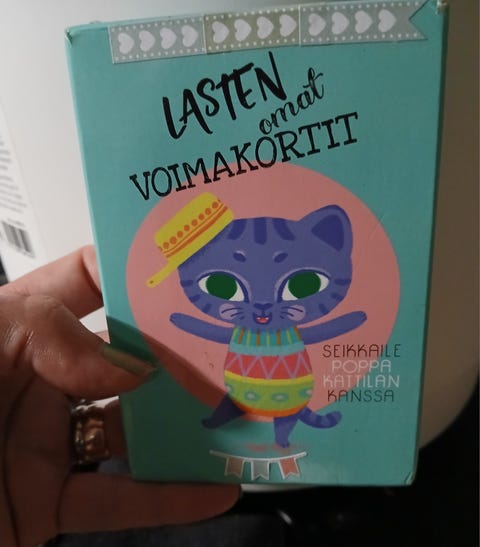 LASTEN
omat
VOIMAKORTIT
SEIKKAILE
POPPA
KATTILAN
KANSSA